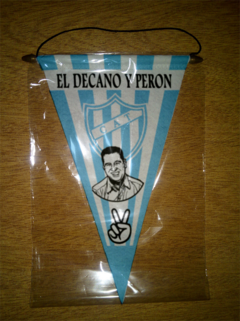 EL DECANO Y PERON